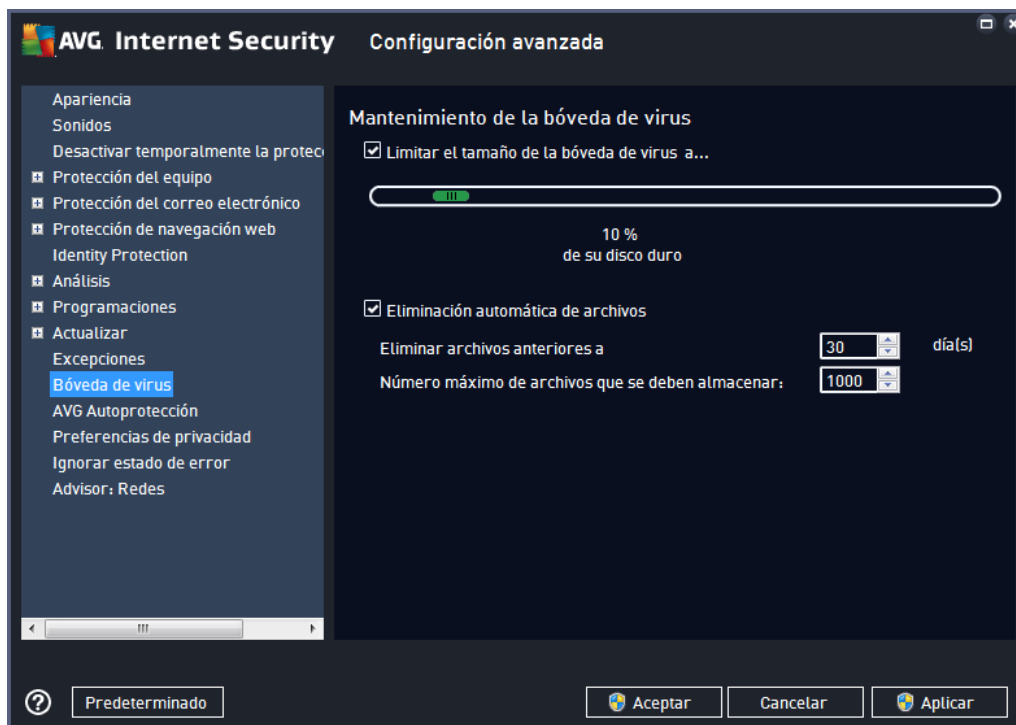 AVG. Internet Security Configuración avanzada
Apariencia
Sonidos
Desactivar temporalmente la protec
Protección del equipo
Protección del correo electrónico
Protección de navegación web
Identity Protection
Análisis
Programaciones
Actualizar
Excepciones
Bóveda de virus
AVG Autoprotección
Preferencias de privacidad
Ignorar estado de error
Advisor: Redes
Mantenimiento de la bóveda de virus
Limitar el tamaño de la bóveda de virus a...
10 %
de su disco duro
Eliminación automática de archivos
Eliminar archivos anteriores a 30 día(s)
Número máximo de archivos que se deben almacenar: 1000
Predeterminado Aceptar Cancelar Aplicar